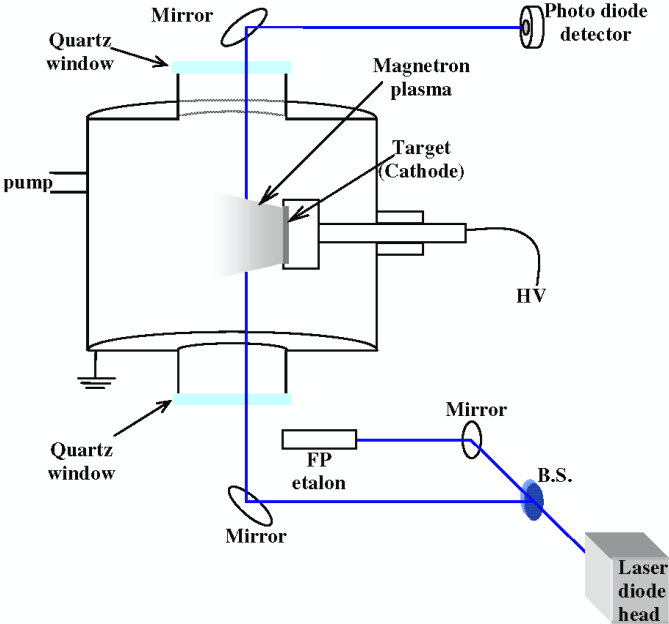 Mirror
Photo diode
detector
Quartz
window
Magnetron
plasma
Target
(Cathode)
pump
HV
Mirror
Quartz
window
FP
etalon
B.S.
Mirror
Laser
diode
head